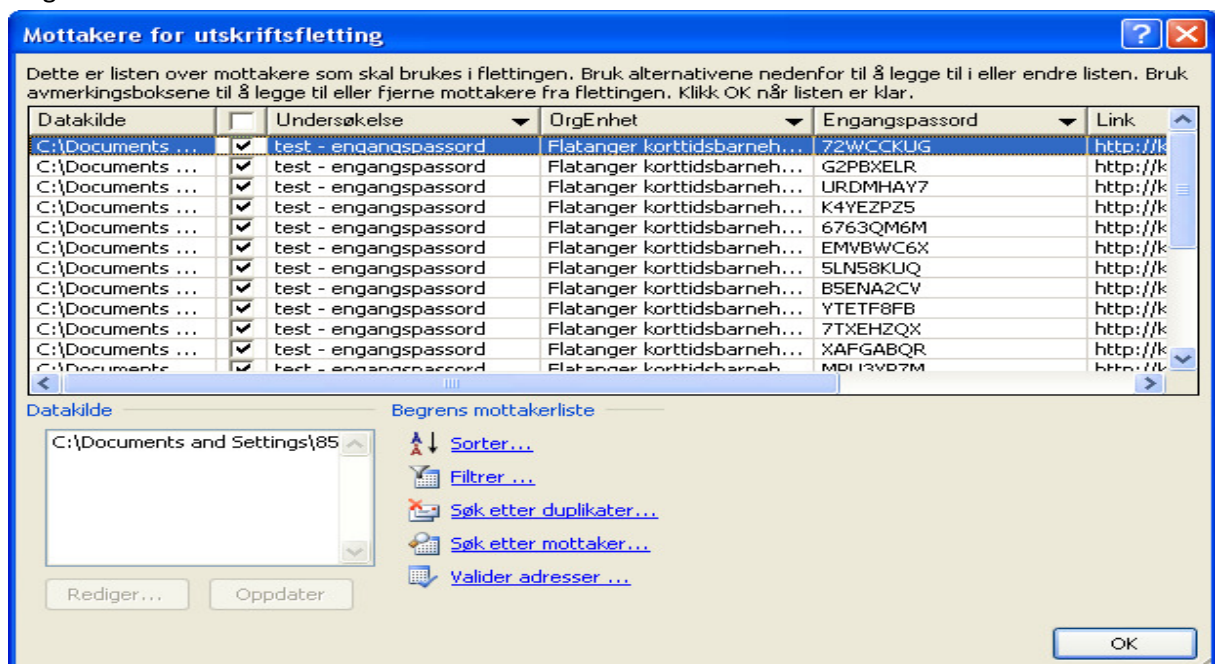 Mottakere for utskriftsfletting
Dette er listen over mottakere som skal brukes i flettingen. Bruk alternativene nedenfor til å legge til i eller endre listen. Bruk
avmerkingsboksene til å legge til eller fjerne mottakere fra flettingen. Klikk OK når listen er klar.
Datakilde Undersøkelse OrgEnhet Engangspassord Link
C:\Documents ... test - engangspassord Flatanger korttidsbarneh... 72WCCKUG http://k
C:\Documents ... test - engangspassord Flatanger korttidsbarneh... G2PBXELR http://k
C:\Documents ... test - engangspassord Flatanger korttidsbarneh... URDMHAY7 http://k
C:\Documents ... test - engangspassord Flatanger korttidsbarneh... K4YEZPZ5 http://k
C:\Documents ... test - engangspassord Flatanger korttidsbarneh... 6763QM6M http://k
C:\Documents ... test - engangspassord Flatanger korttidsbarneh... EMVBWC6X http://k
C:\Documents ... test - engangspassord Flatanger korttidsbarneh... 5LN58KUQ http://k
C:\Documents ... test - engangspassord Flatanger korttidsbarneh... B5ENA2CV http://k
C:\Documents ... test - engangspassord Flatanger korttidsbarneh... YTETF8FB http://k
C:\Documents ... test - engangspassord Flatanger korttidsbarneh... 7TXEHZQX http://k
C:\Documents ... test - engangspassord Flatanger korttidsbarneh... XAFGABQR http://k
C:\Documents ... test - engangspassord Flatanger korttidsbarneh... http://k
Datakilde Begrens mottakerliste
C:\Documents and Settings\85
Sorter...
Filtrer ...
Søk etter duplikater...
Søk etter mottaker...
Valider adresser ...
Rediger... Oppdater
OK